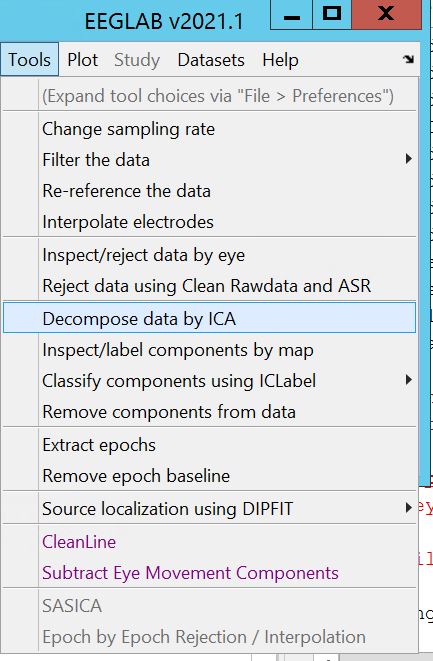 EEGLAB v2021.1
Tools Plot Study Datasets Help
(Expand tool choices via "File > Preferences")
Change sampling rate
Filter the data
Re-reference the data
Interpolate electrodes
Inspect/reject data by eye
Reject data using Clean Rawdata and ASR
Decompose data by ICA
Inspect/label components by map
Classify components using ICLabel
Remove components from data
Extract epochs
Remove epoch baseline
Source localization using DIPFIT
CleanLine
Subtract Eye Movement Components
SASICA
Epoch by Epoch Rejection / Interpolation